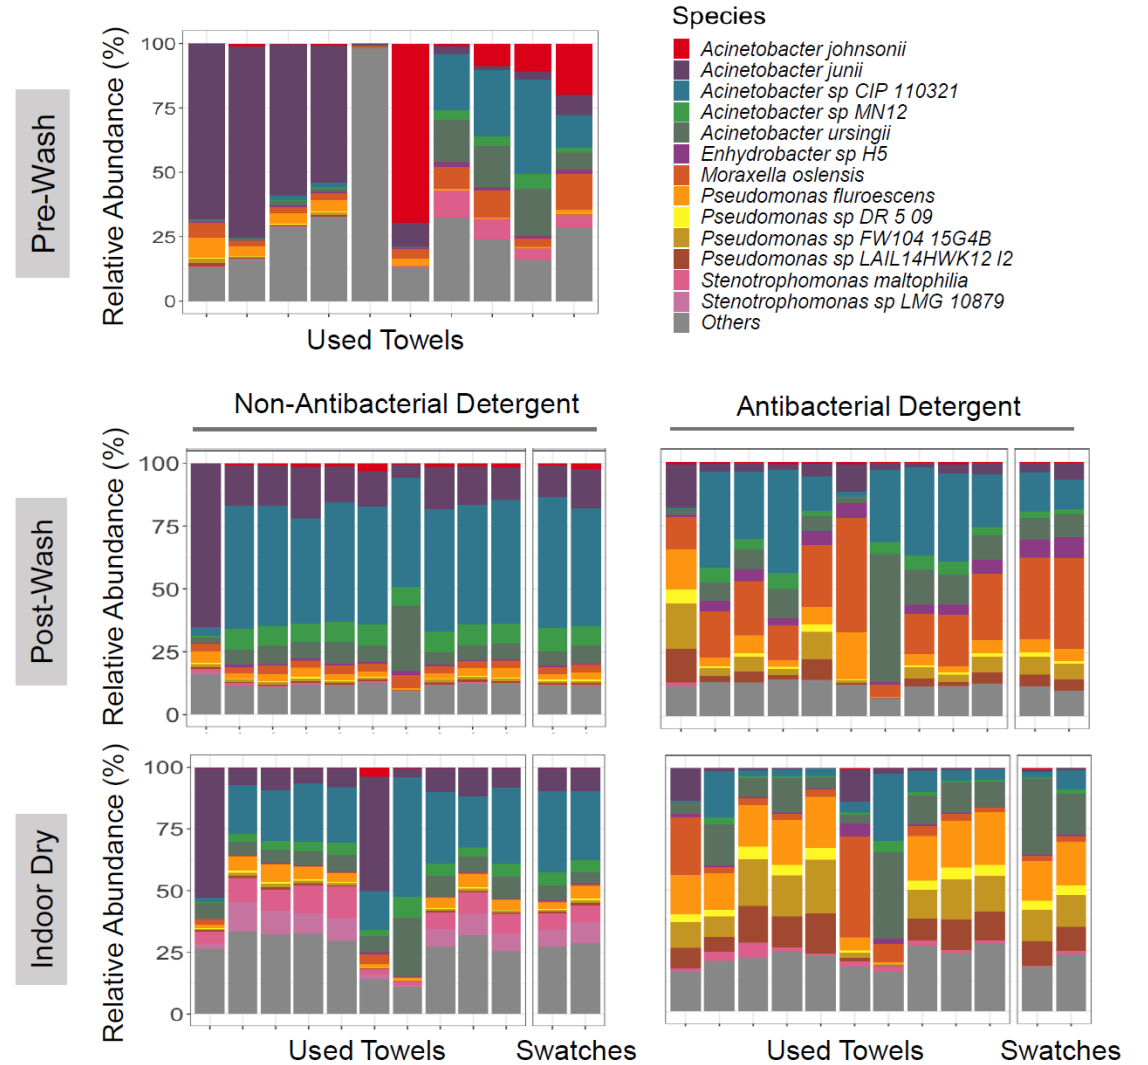 Species
Acinetobacter johnsonii
Acinetobacter junii
Acinetobacter sp CIP 110321
Acinetobacter sp MN12
Acinetobacter ursingii
Enhydrobacter sp H5
Moraxella oslensis
Pseudomonas fluroescens
Pseudomonas sp DR 5 09
Pseudomonas sp FW104 15G4B
Pseudomonas sp LAIL14HWK12 I2
Stenotrophomonas maltophilia
Stenotrophomonas sp LMG 10879
Others
Pre-Wash
Relative Abundance (%)
100
75
50
25
0
Used Towels
Non-Antibacterial Detergent
Antibacterial Detergent
Post-Wash
Relative Abundance (%)
100
75
50
25
0
Indoor Dry
Relative Abundance (%)
100
75
50
25
0
Used Towels
Swatches
Used Towels
Swatches